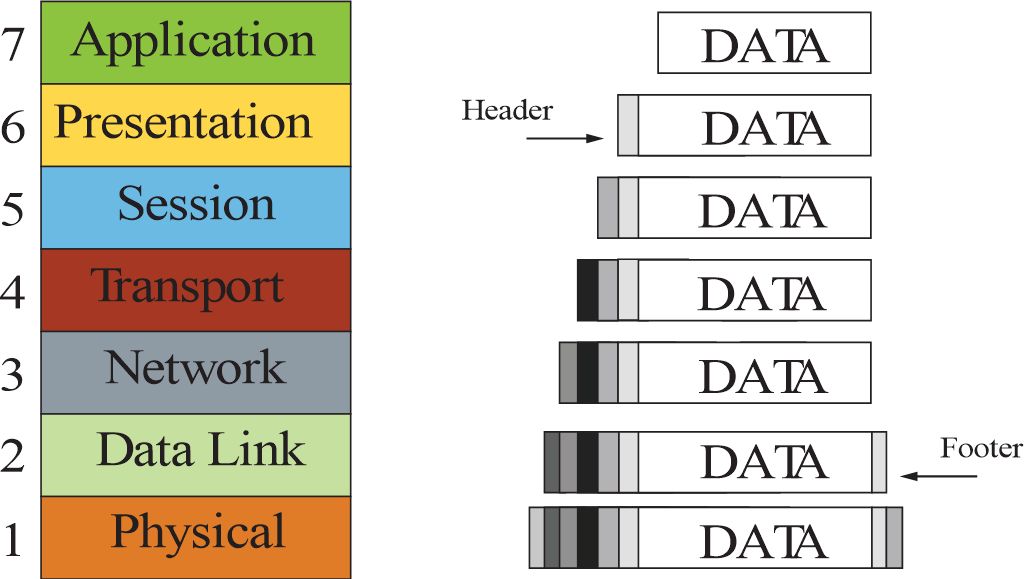 7 Application DATA
Header
6 Presentation DATA
5 Session DATA
4 Transport DATA
3 Network DATA
2 Data Link DATA
Footer
1 Physical DATA